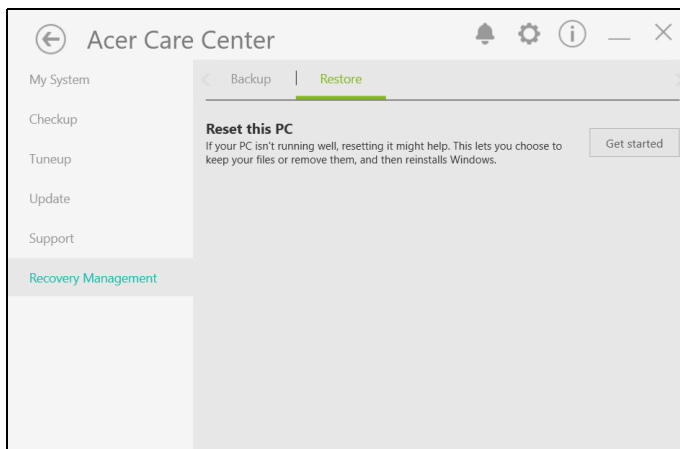 Acer Care Center
My System
Checkup
Tuneup
Update
Support
Recovery Management
Backup
Restore
Reset this PC
If your PC isn't running well, resetting it might help. This lets you choose to
keep your files or remove them, and then reinstalls Windows.
Get started